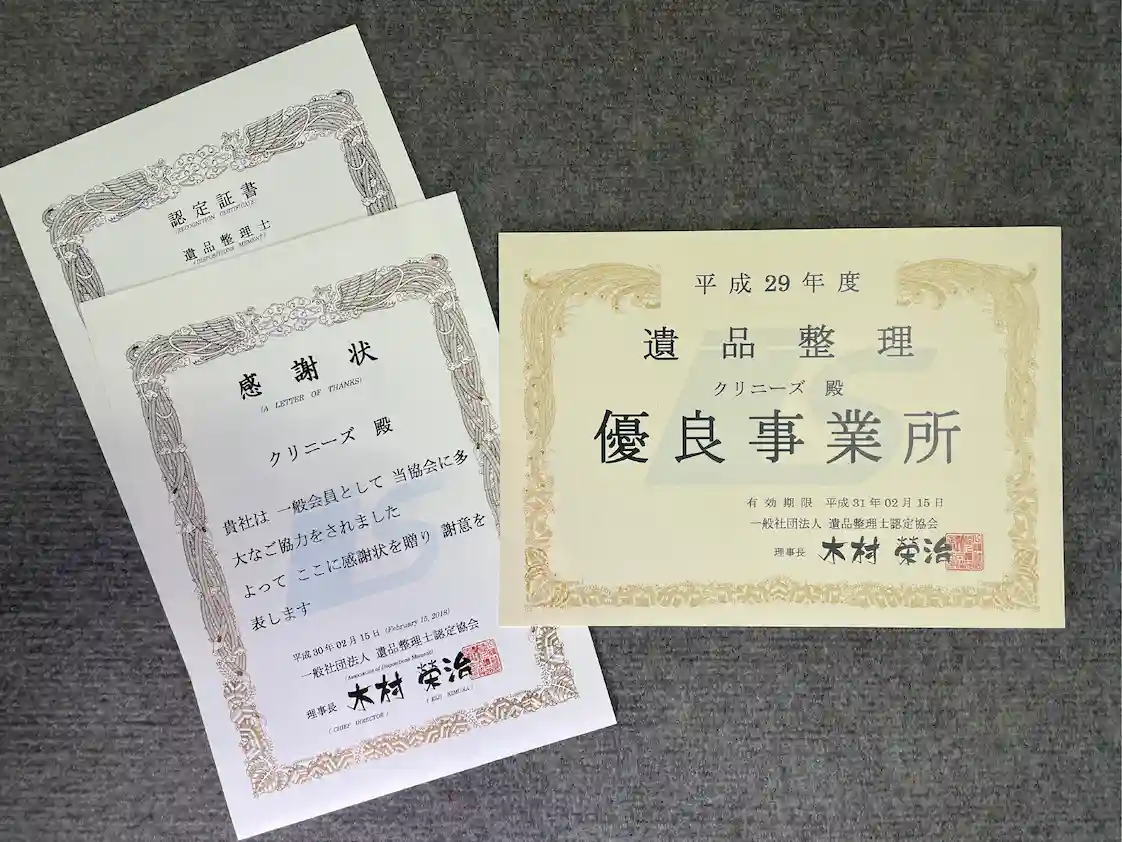 認定証書
(RECOGNITION CERTIFICATE)
遺品整理士
感謝状
(A LETTER OF THANKS)
クリニーズ 殿
貴社は 一般会員として 当協会に多
大なご協力をされました
よって ここに感謝状を贈り 謝意を
表します
平成30年02月15日 (February 15, 2018)
一般社団法人 遺品整理士認定協会
理事長 木村 榮治
(CHIEF DIRECTOR) (EIJI KIMURA)
平成29年度
遺品整理
クリニーズ 殿
優良事業所
有効期限 平成31年02月15日
一般社団法人 遺品整理士認定協会
理事長 木村 榮治